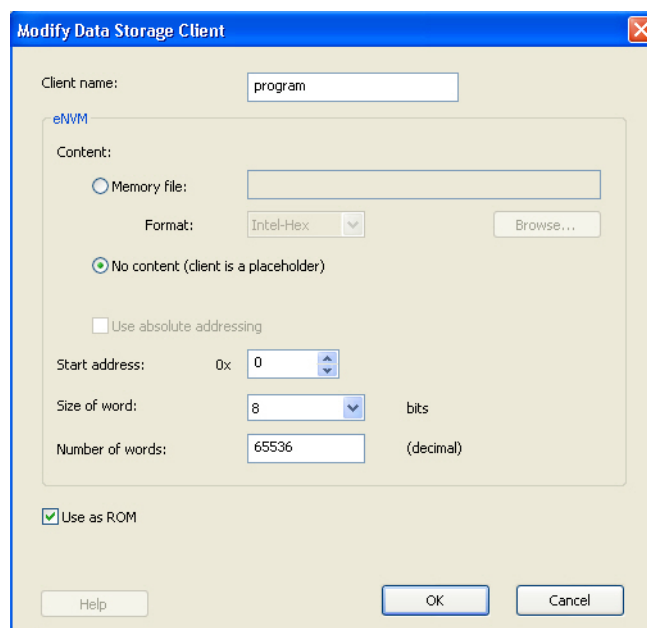 Modify Data Storage Client
Client name: program
eNVM
Content:
Memory file:
Format: Intel-Hex Browse...
No content (client is a placeholder)
Use absolute addressing
Start address: 0x 0
Size of word: 8 bits
Number of words: 65536 (decimal)
Use as ROM
Help OK Cancel